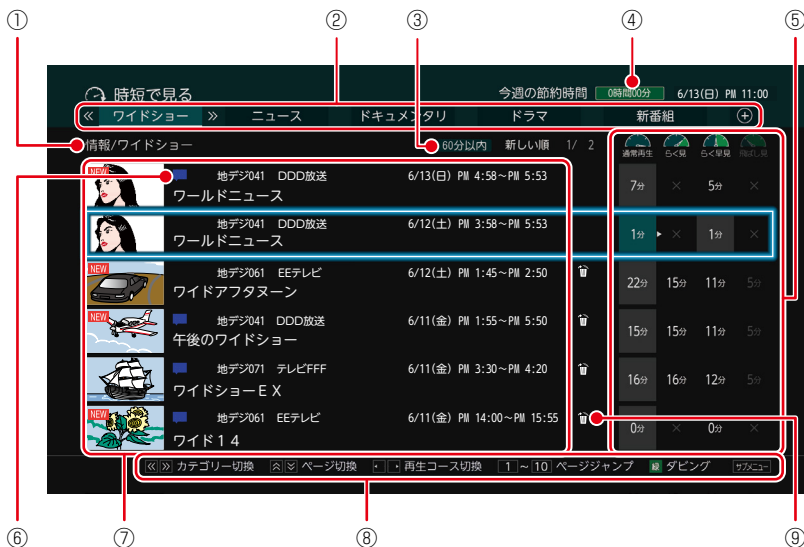 ① ② ③ ④ ⑤
時短で見る 今週の節約時間 0時間00分 6/13(日) PM 11:00
≪ ワイドショー ≫ ニュース ドキュメンタリ ドラマ 新番組 +
情報/ワイドショー 60分以内 新しい順 1/ 2 通常再生 らく見 らく早見 飛ばし見
NEW 地デジ041 DDD放送 6/13(日) PM 4:58～PM 5:53
ワールドニュース 7分 × 5分 ×
地デジ041 DDD放送 6/12(土) PM 3:58～PM 5:53
ワールドニュース 1分 × 1分 ×
NEW 地デジ061 EEテレビ 6/12(土) PM 1:45～PM 2:50
ワイドアフタヌーン 22分 15分 11分 5分
NEW 地デジ041 DDD放送 6/11(金) PM 1:55～PM 5:50
午後のワイドショー 15分 15分 11分 5分
地デジ071 テレビFFF 6/11(金) PM 3:30～PM 4:20
ワイドショーＥＸ 16分 16分 12分 5分
NEW 地デジ061 EEテレビ 6/11(金) PM 14:00～PM 15:55
ワイド１４ 0分 × 0分 ×
≪ ≫ カテゴリー切換 ページ切換 再生コース切換 1 ～ 10 ページジャンプ 緑 ダビング サブメニュー
⑥ ⑦ ⑧ ⑨